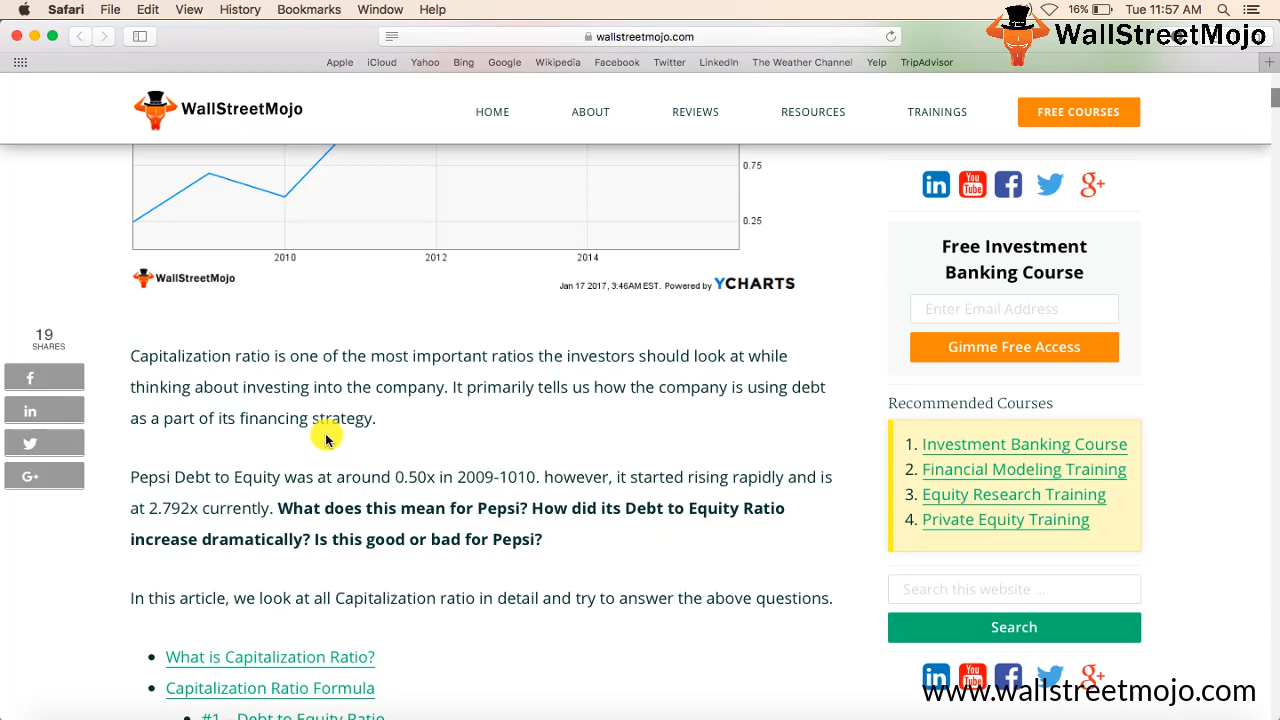 Safari File Edit View History Bookmarks Window Help 16% Tue 11:57 AM
wallstreetmojo.com
WallStreetMojo
Apple iCloud Yahoo Bing Google Wikipedia Facebook Twitter LinkedIn The Weather Channel Yelp TripAdvisor
WallStreetMojo
HOME ABOUT REVIEWS RESOURCES TRAININGS FREE COURSES
0.75
0.25
2010 2012 2014
WallStreetMojo
Jan 17 2017, 3:46AM EST. Powered by YCHARTS
19
SHARES
Capitalization ratio is one of the most important ratios the investors should look at while
thinking about investing into the company. It primarily tells us how the company is using debt
as a part of its financing strategy.
Pepsi Debt to Equity was at around 0.50x in 2009-1010. however, it started rising rapidly and is
at 2.792x currently. What does this mean for Pepsi? How did its Debt to Equity Ratio
increase dramatically? Is this good or bad for Pepsi?
In this article, we look at all Capitalization ratio in detail and try to answer the above questions.
What is Capitalization Ratio?
Capitalization Ratio Formula
#1 – Debt to Equity Ratio
You Tube
Free Investment
Banking Course
Enter Email Address
Gimme Free Access
Recommended Courses
1. Investment Banking Course
2. Financial Modeling Training
3. Equity Research Training
4. Private Equity Training
Search this website ...
Search
You Tube
www.wallstreetmojo.com